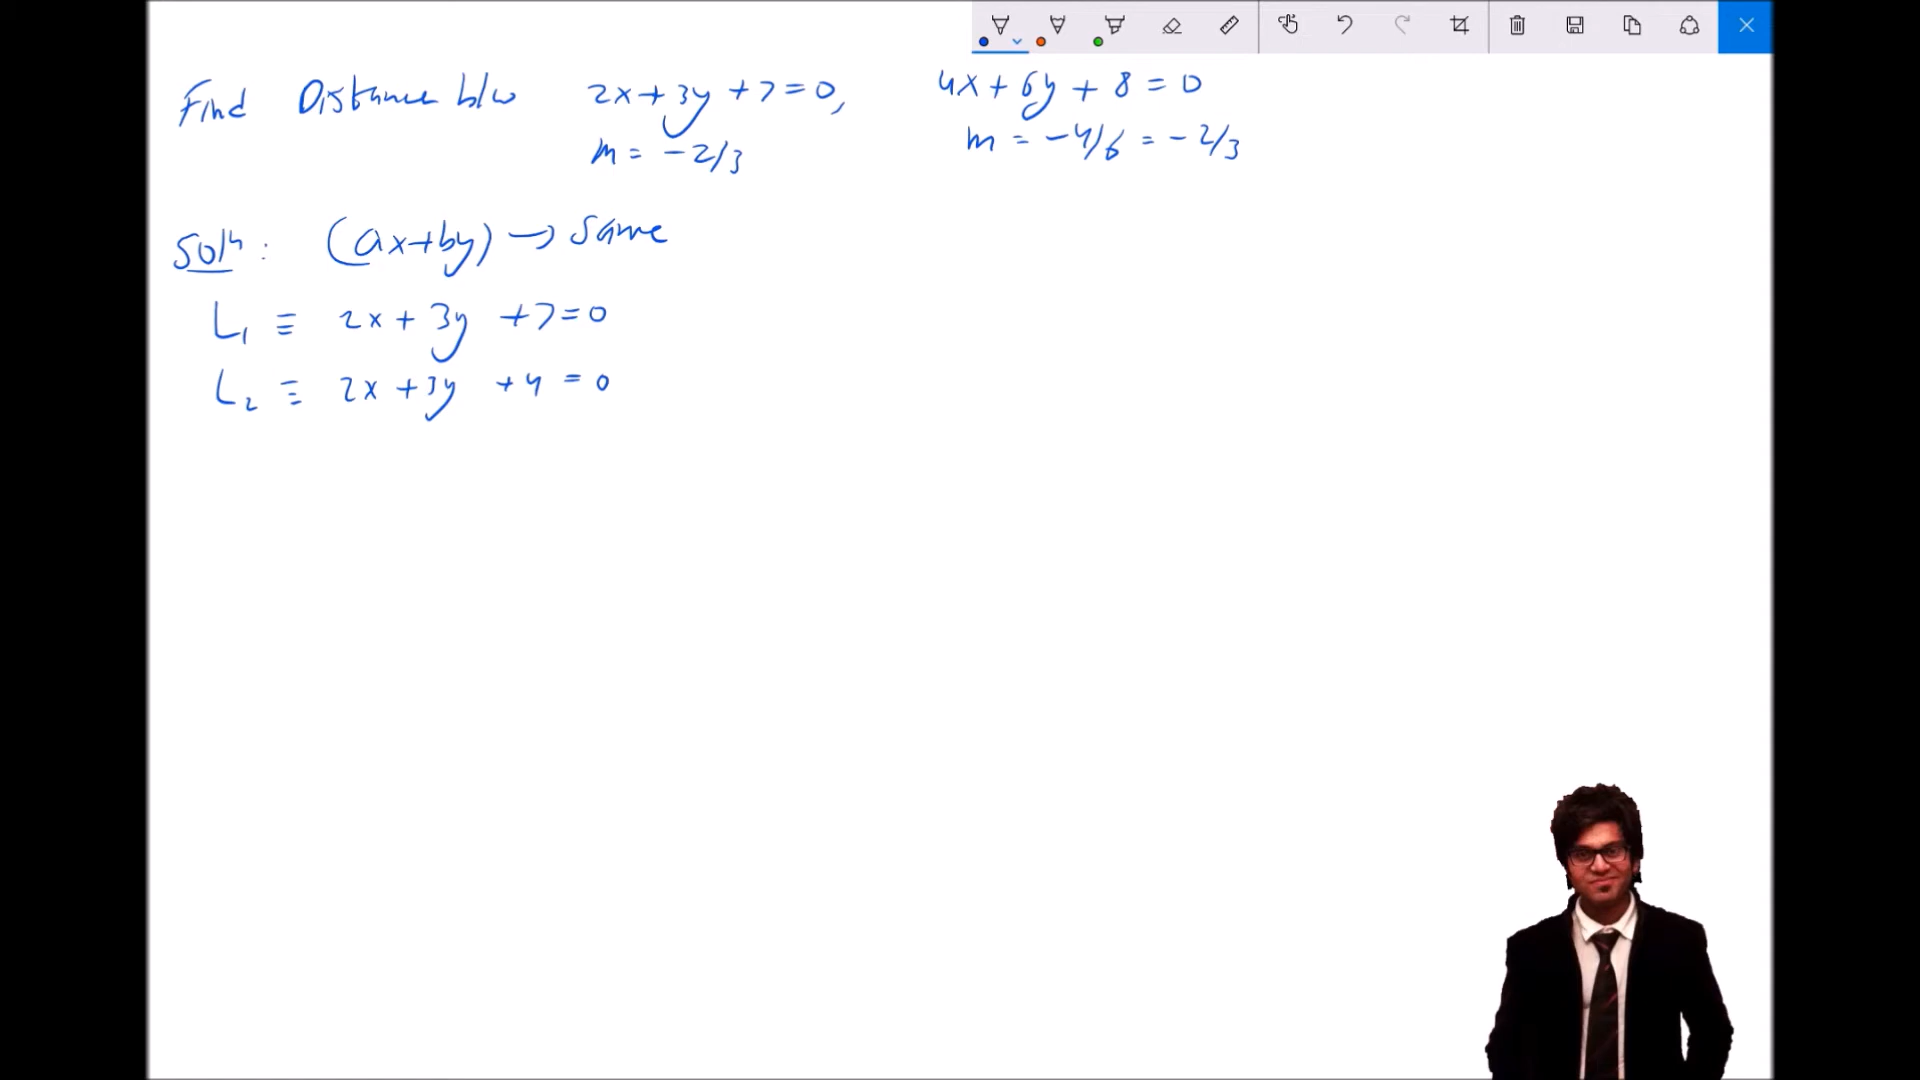 Find Distance b/w 2x+3y+7=0, 4x+6y+8=0
m = -2/3 m = -4/6 = -2/3
Soln: (ax+by) → Same
L1 ≡ 2x+3y+7=0
L2 ≡ 2x+3y+4=0